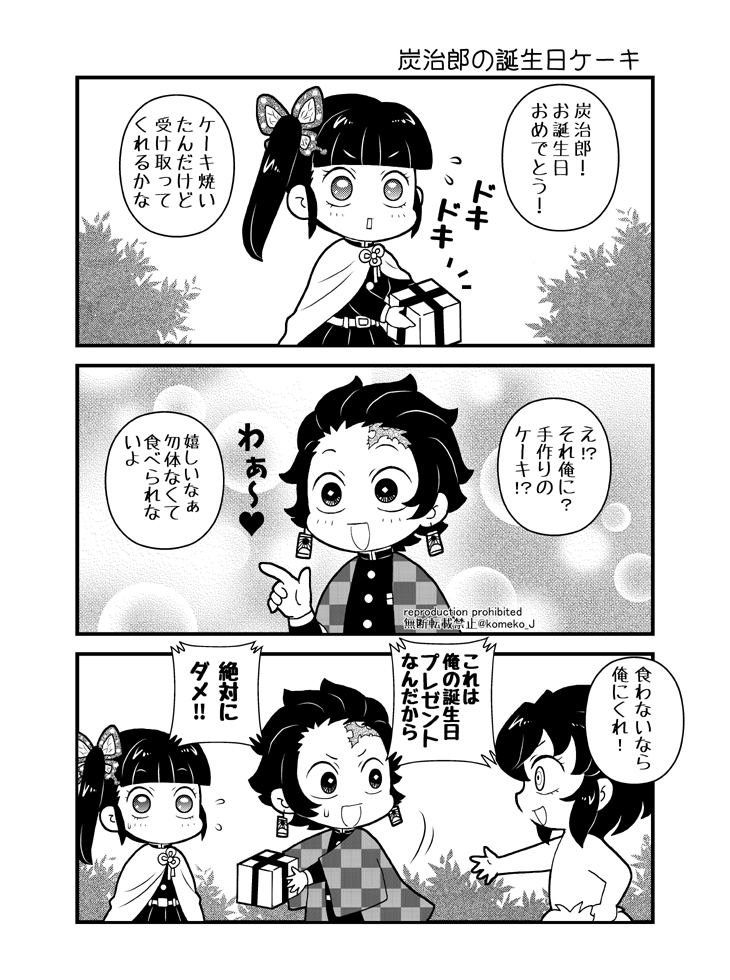 炭治郎の誕生日ケーキ
炭治郎！
お誕生日
おめでとう！
ドキ
ドキ
ケーキ焼い
たんだけど
受け取って
くれるかな
え!?
それ俺に？
手作りの
ケーキ!?
わぁ～♥
嬉しいなぁ
勿体なくて
食べられな
いよ
reproduction prohibited
無断転載禁止@komeko_J
食わないなら
俺にくれ！
これは
俺の誕生日
プレゼント
なんだから
絶対に
ダメ!!